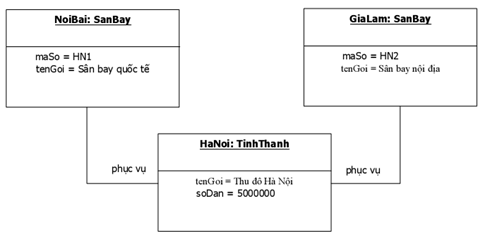 NoiBai: SanBay
maSo = HN1
tenGoi = Sân bay quốc tế
GiaLam: SanBay
maSo = HN2
tenGoi = Sân bay nội địa
phục vụ
phục vụ
HaNoi: TinhThanh
tenGoi = Thu đô Hà Nội
soDan = 5000000